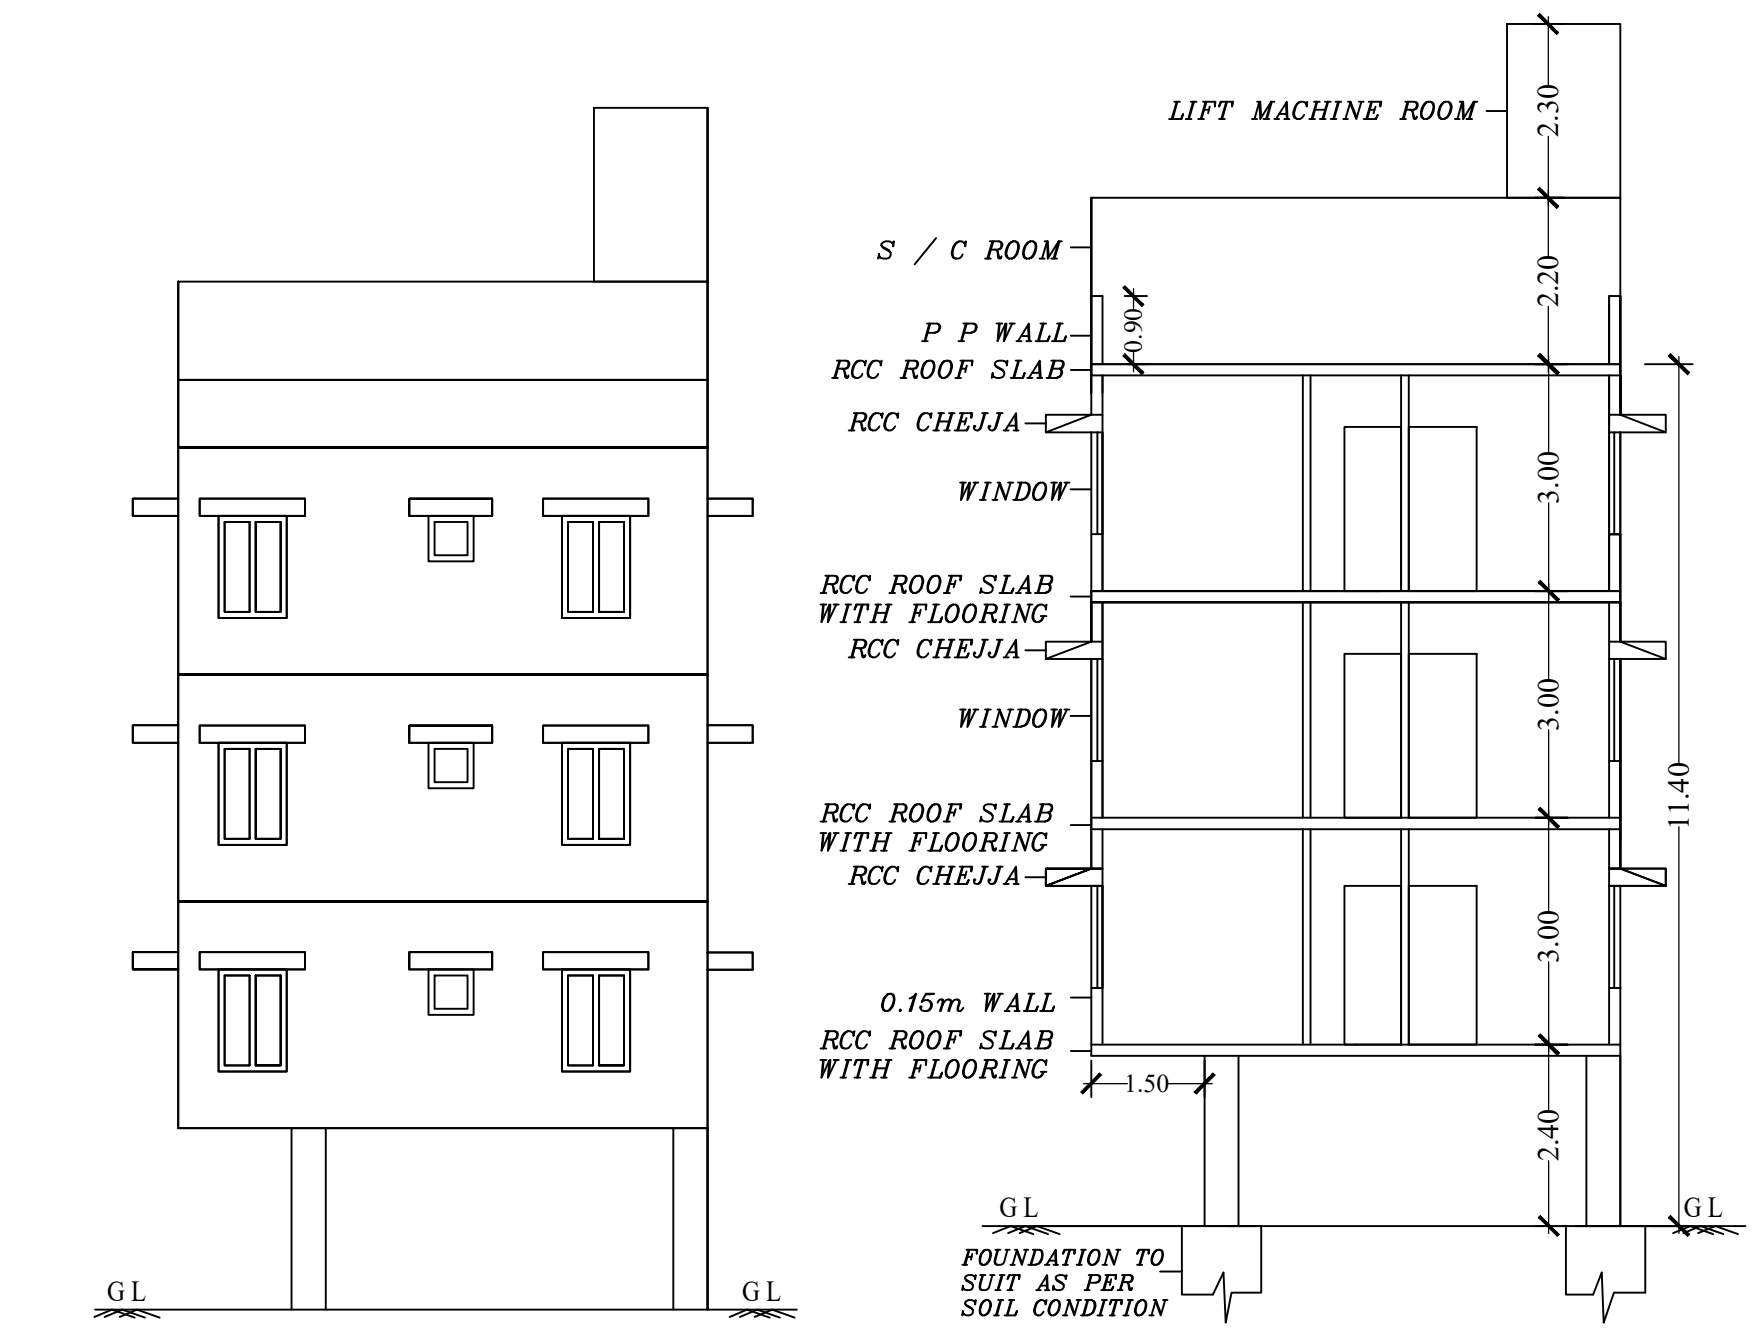 LIFT MACHINE ROOM
2.30
S / C ROOM
2.20
P P WALL
0.90
RCC ROOF SLAB
RCC CHEJJA
WINDOW
3.00
RCC ROOF SLAB
WITH FLOORING
RCC CHEJJA
WINDOW
3.00
11.40
RCC ROOF SLAB
WITH FLOORING
RCC CHEJJA
3.00
0.15m WALL
RCC ROOF SLAB
WITH FLOORING
1.50
2.40
GL
GL
FOUNDATION TO
SUIT AS PER
SOIL CONDITION
GL
GL